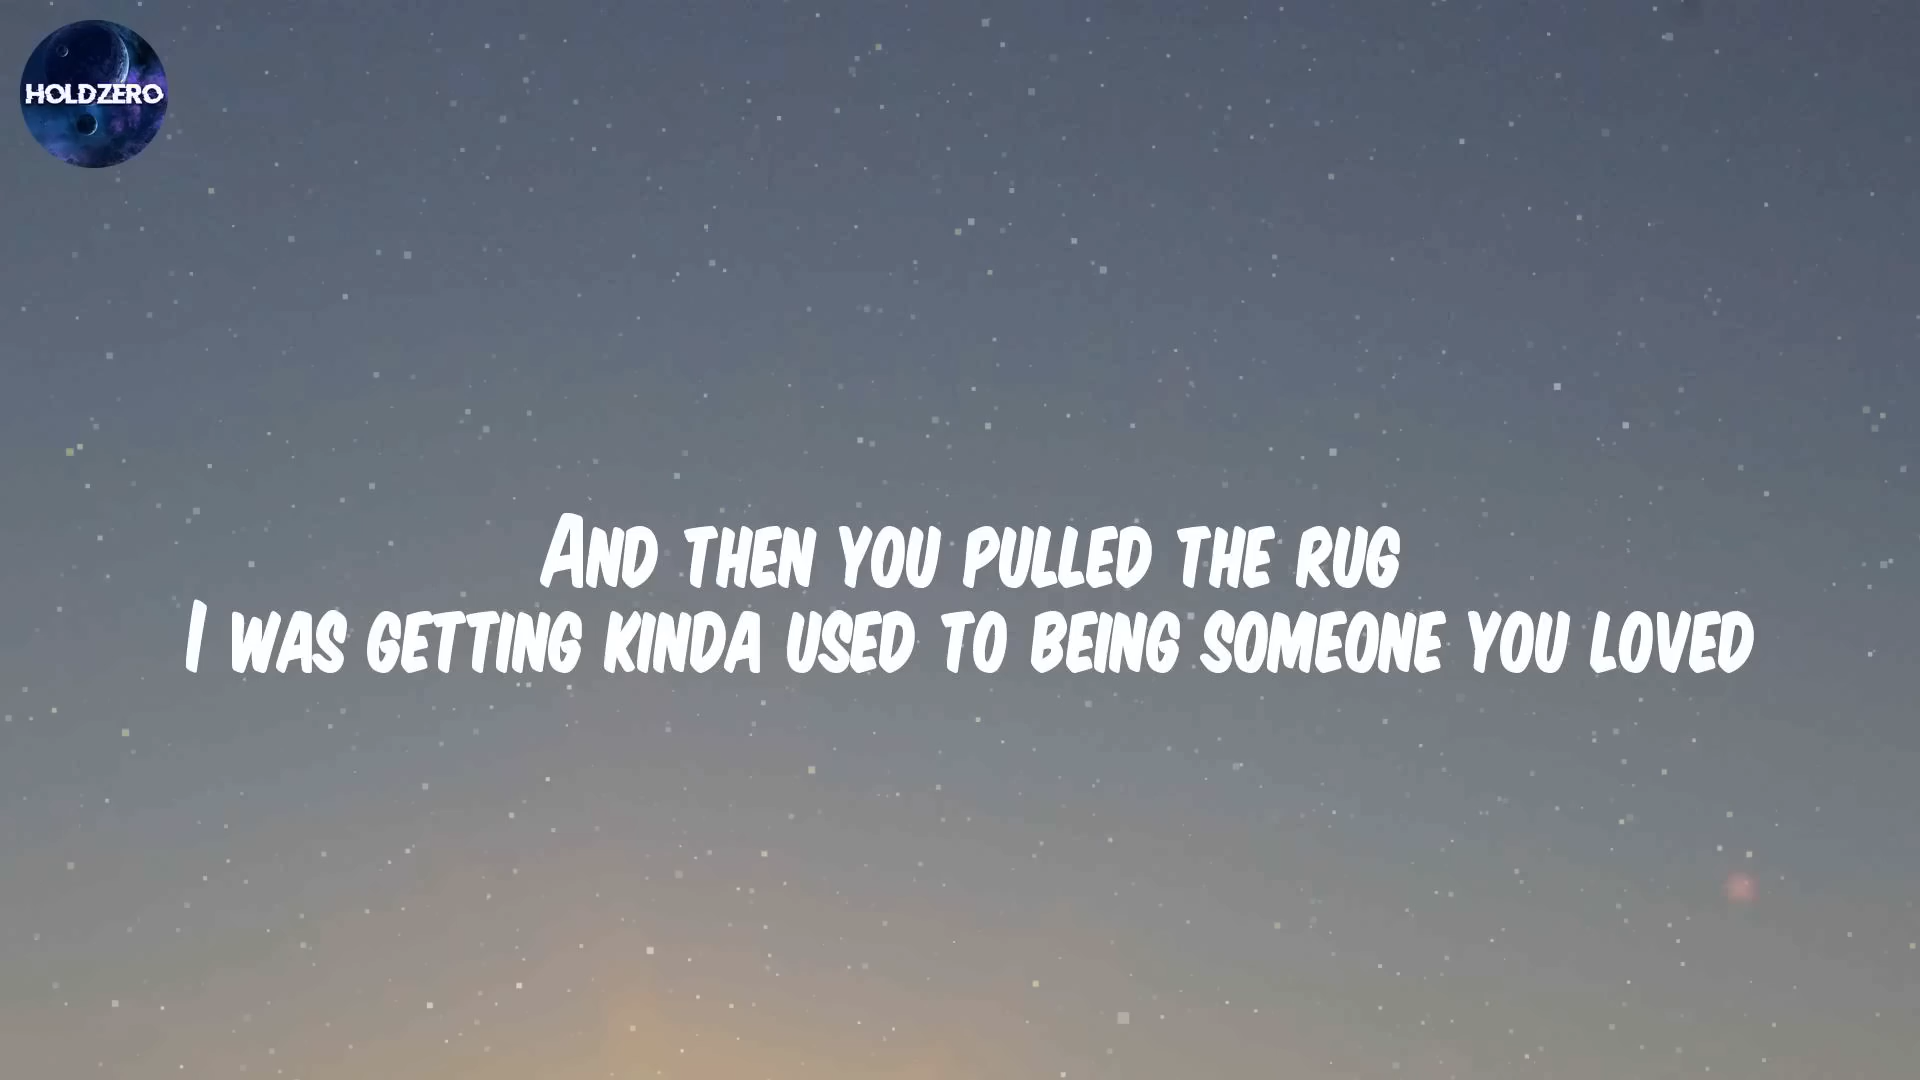 HOLDZERO
And then you pulled the rug
I was getting kinda used to being someone you loved